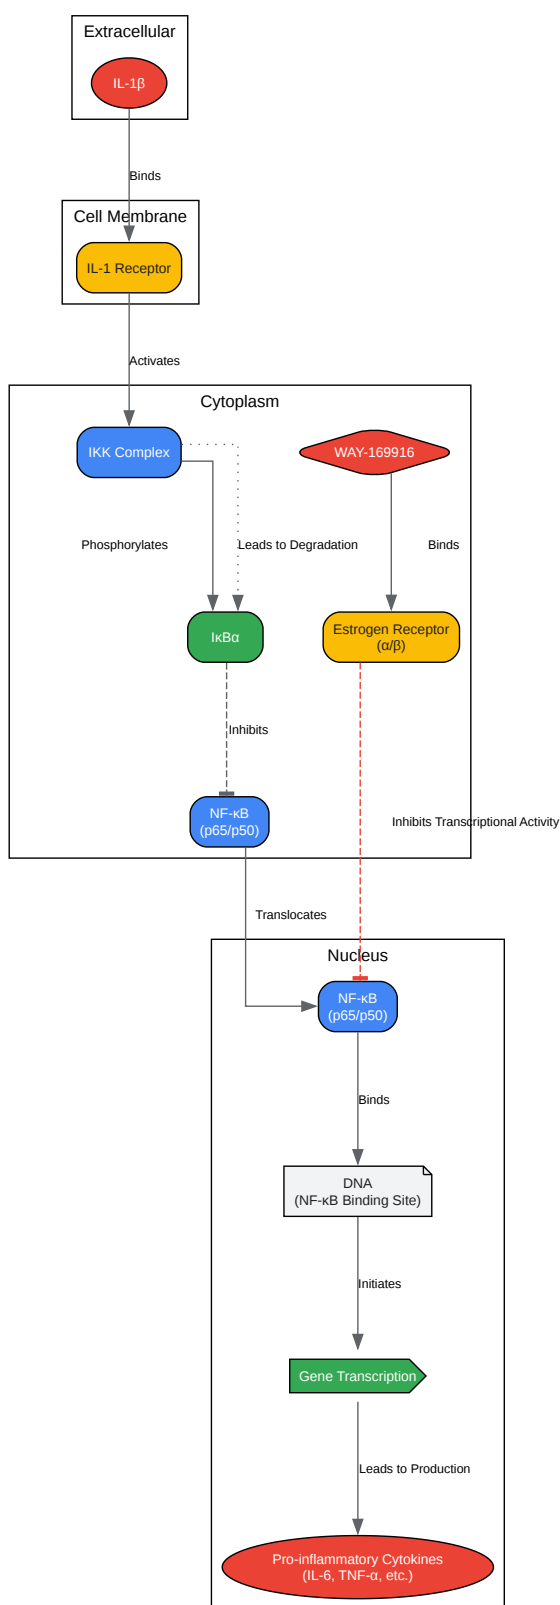 Extracellular
IL-1β
Binds
Cell Membrane
IL-1 Receptor
Activates
Cytoplasm
IKK Complex
WAY-169916
Phosphorylates
Leads to Degradation
Binds
IκBα
Estrogen Receptor
(α/β)
Inhibits
NF-κB
(p65/p50)
Inhibits Transcriptional Activity
Translocates
Nucleus
NF-κB
(p65/p50)
Binds
DNA
(NF-κB Binding Site)
Initiates
Gene Transcription
Leads to Production
Pro-inflammatory Cytokines
(IL-6, TNF-α, etc.)